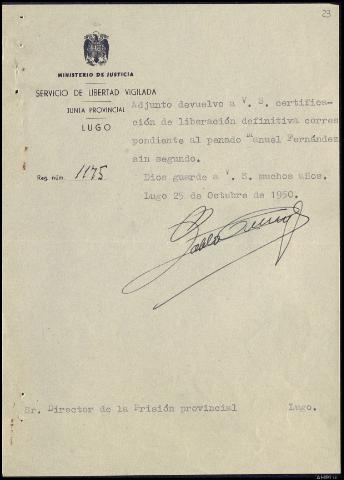 23
MINISTERIO DE JUSTICIA
SERVICIO DE LIBERTAD VIGILADA
JUNTA PROVINCIAL
LUGO
Adjunto devuelvo a V. S. certifica-
ción de liberación definitiva corres
pondiente al penado Manuel Fernández
sin segundo.
Reg. núm. 1175
Dios guarde a V. S. muchos años.
Lugo 25 de Octubre de 1950.
Sr. Director de la Prisión provincial Lugo.